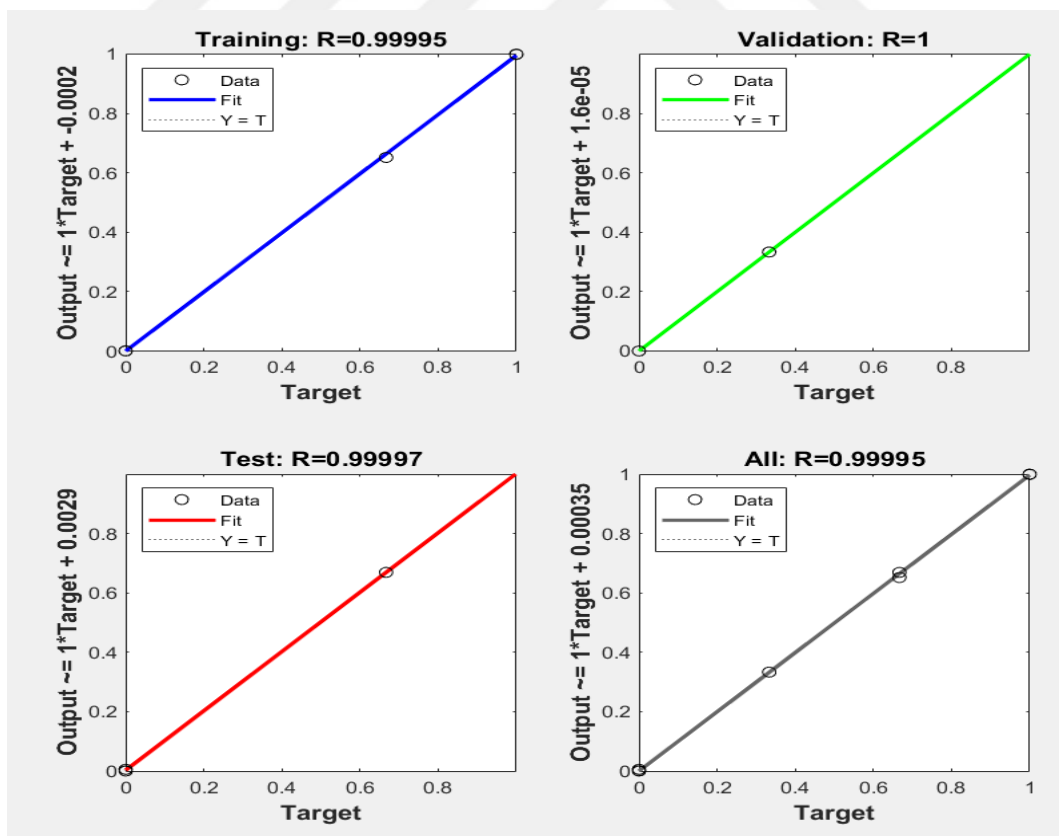 Training: R=0.99995
Output ~= 1*Target + -0.0002
1
0.8
0.6
0.4
0.2
0
Data
Fit
Y = T
0 0.2 0.4 0.6 0.8 1
Target
Validation: R=1
Output ~= 1*Target + 1.6e-05
0.8
0.6
0.4
0.2
0
Data
Fit
Y = T
0 0.2 0.4 0.6 0.8
Target
Test: R=0.99997
Output ~= 1*Target + 0.0029
0.8
0.6
0.4
0.2
0
Data
Fit
Y = T
0 0.2 0.4 0.6 0.8
Target
All: R=0.99995
Output ~= 1*Target + 0.00035
1
0.8
0.6
0.4
0.2
0
Data
Fit
Y = T
0 0.2 0.4 0.6 0.8 1
Target